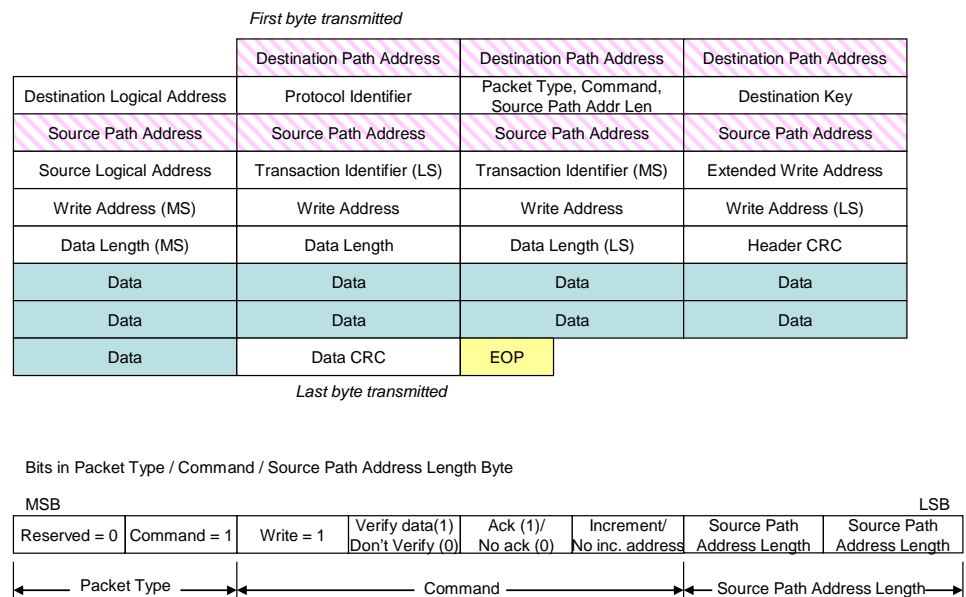 First byte transmitted
Destination Path Address Destination Path Address Destination Path Address
Destination Logical Address Protocol Identifier Packet Type, Command, Source Path Addr Len Destination Key
Source Path Address Source Path Address Source Path Address Source Path Address
Source Logical Address Transaction Identifier (LS) Transaction Identifier (MS) Extended Write Address
Write Address (MS) Write Address Write Address Write Address (LS)
Data Length (MS) Data Length Data Length (LS) Header CRC
Data Data Data Data
Data Data Data Data
Data Data CRC EOP
Last byte transmitted
Bits in Packet Type / Command / Source Path Address Length Byte
MSB LSB
Reserved = 0 Command = 1 Write = 1 Verify data(1) Don't Verify (0) Ack (1)/ No ack (0) Increment/ No inc. address Source Path Address Length Source Path Address Length
Packet Type Command Source Path Address Length